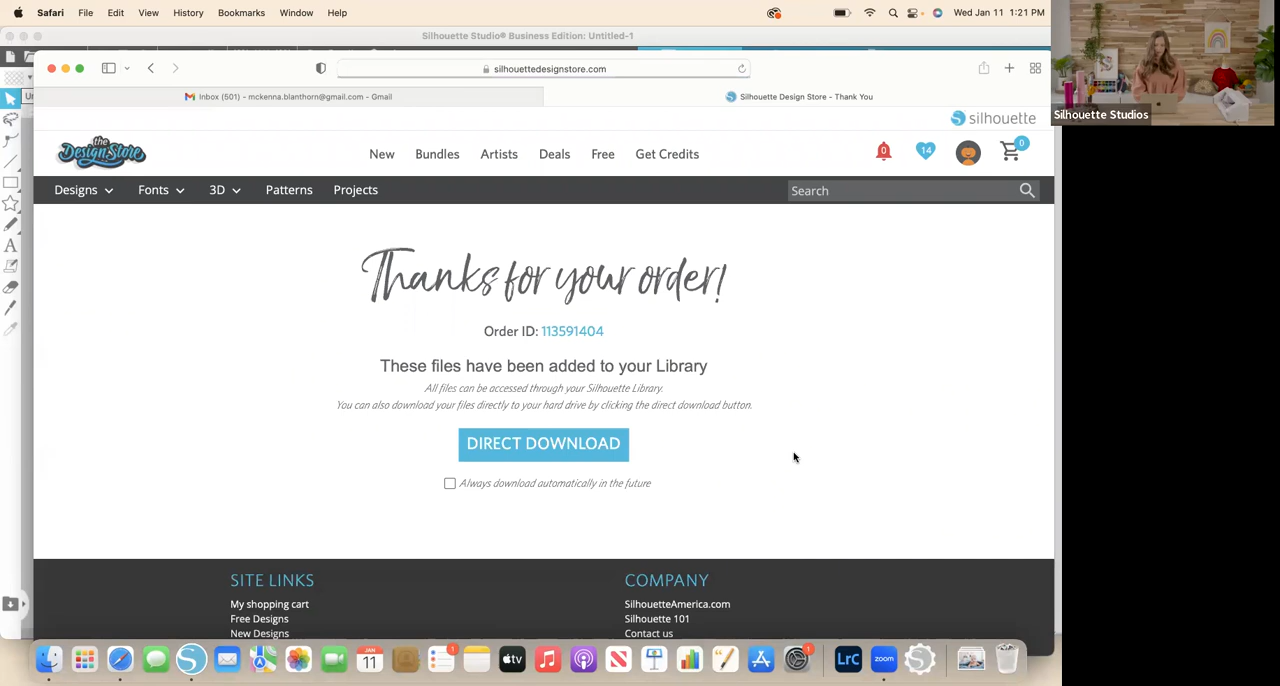 Safari File Edit View History Bookmarks Window Help Wed Jan 11 1:21 PM
Silhouette Studio® Business Edition: Untitled-1
silhouettedesignstore.com
Inbox (501) – mckenna.blanthorn@gmail.com – Gmail
Silhouette Design Store - Thank You
Silhouette Studios
silhouette
the Design Store
New Bundles Artists Deals Free Get Credits
0 14 0
Designs Fonts 3D Patterns Projects
Search
Thanks for your order!
Order ID: 113591404
These files have been added to your Library
All files can be accessed through your Silhouette Library.
You can also download your files directly to your hard drive by clicking the direct download button.
DIRECT DOWNLOAD
Always download automatically in the future
SITE LINKS
My shopping cart
Free Designs
New Designs
COMPANY
SilhouetteAmerica.com
Silhouette 101
Contact us
JAN
11
1
tv
1
LrC
zoom